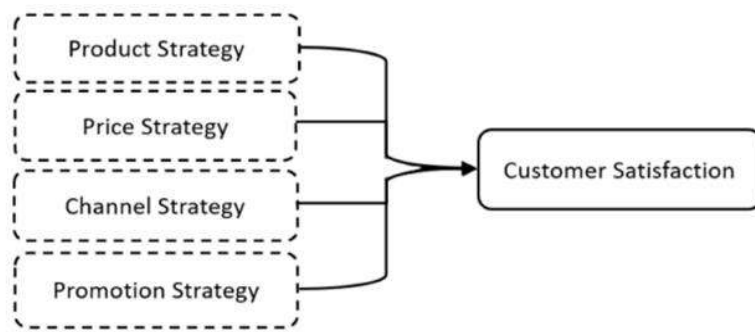 Product Strategy
Price Strategy
Channel Strategy
Promotion Strategy
Customer Satisfaction